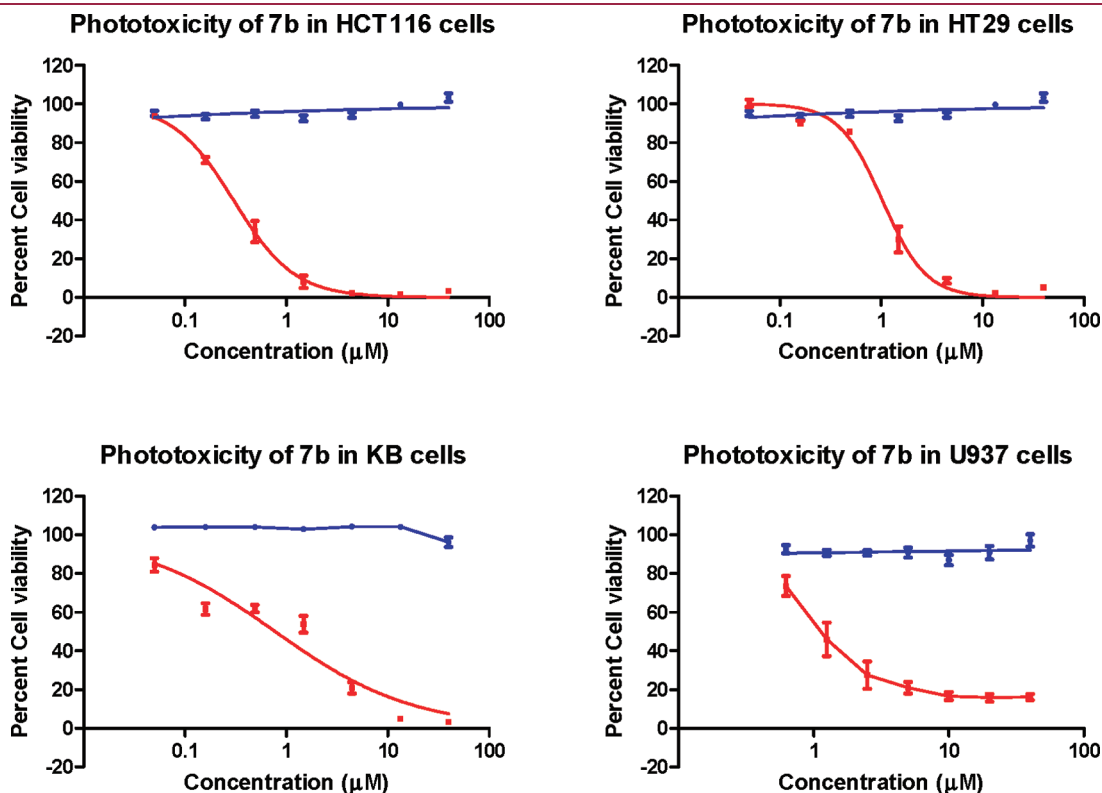 Phototoxicity of 7b in HCT116 cells
120
100
80
60
40
20
0
-20
Percent Cell viability
0.1 1 10 100
Concentration (μM)
Phototoxicity of 7b in HT29 cells
120
100
80
60
40
20
0
-20
Percent Cell viability
0.1 1 10 100
Concentration (μM)
Phototoxicity of 7b in KB cells
120
100
80
60
40
20
0
-20
Percent Cell viability
0.1 1 10 100
Concentration (μM)
Phototoxicity of 7b in U937 cells
120
100
80
60
40
20
0
-20
Percent Cell viability
1 10 100
Concentration (μM)